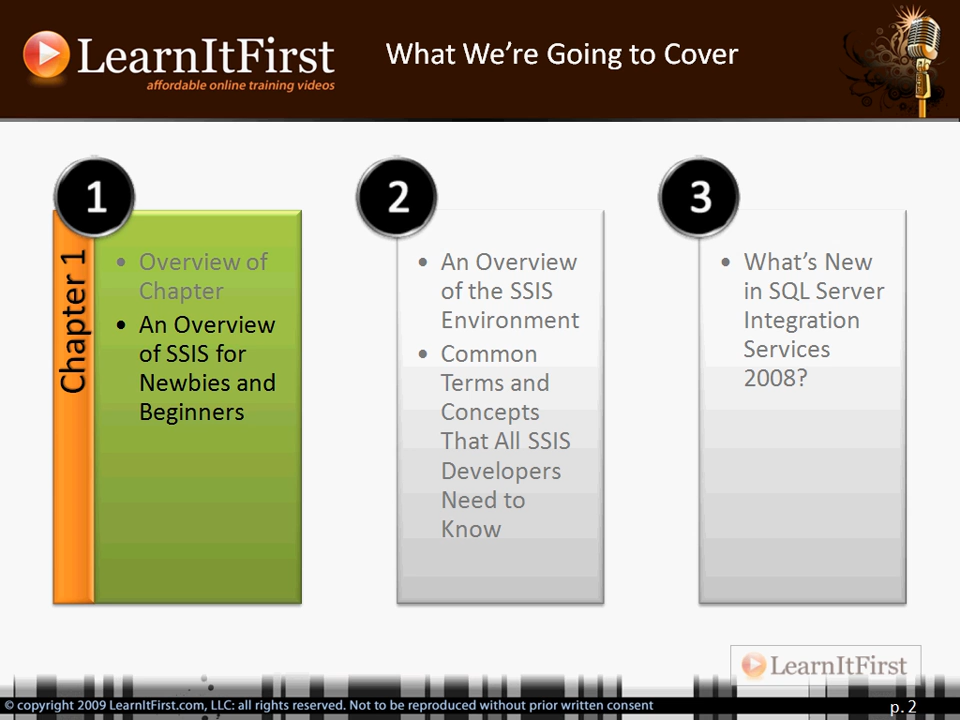 LearnItFirst
affordable online training videos
What We're Going to Cover
1
Chapter 1
• Overview of
Chapter
• An Overview
of SSIS for
Newbies and
Beginners
2
• An Overview
of the SSIS
Environment
• Common
Terms and
Concepts
That All SSIS
Developers
Need to
Know
3
• What's New
in SQL Server
Integration
Services
2008?
LearnItFirst
© copyright 2009 LearnItFirst.com, LLC: all rights reserved. Not to be reproduced without prior written consent
p. 2